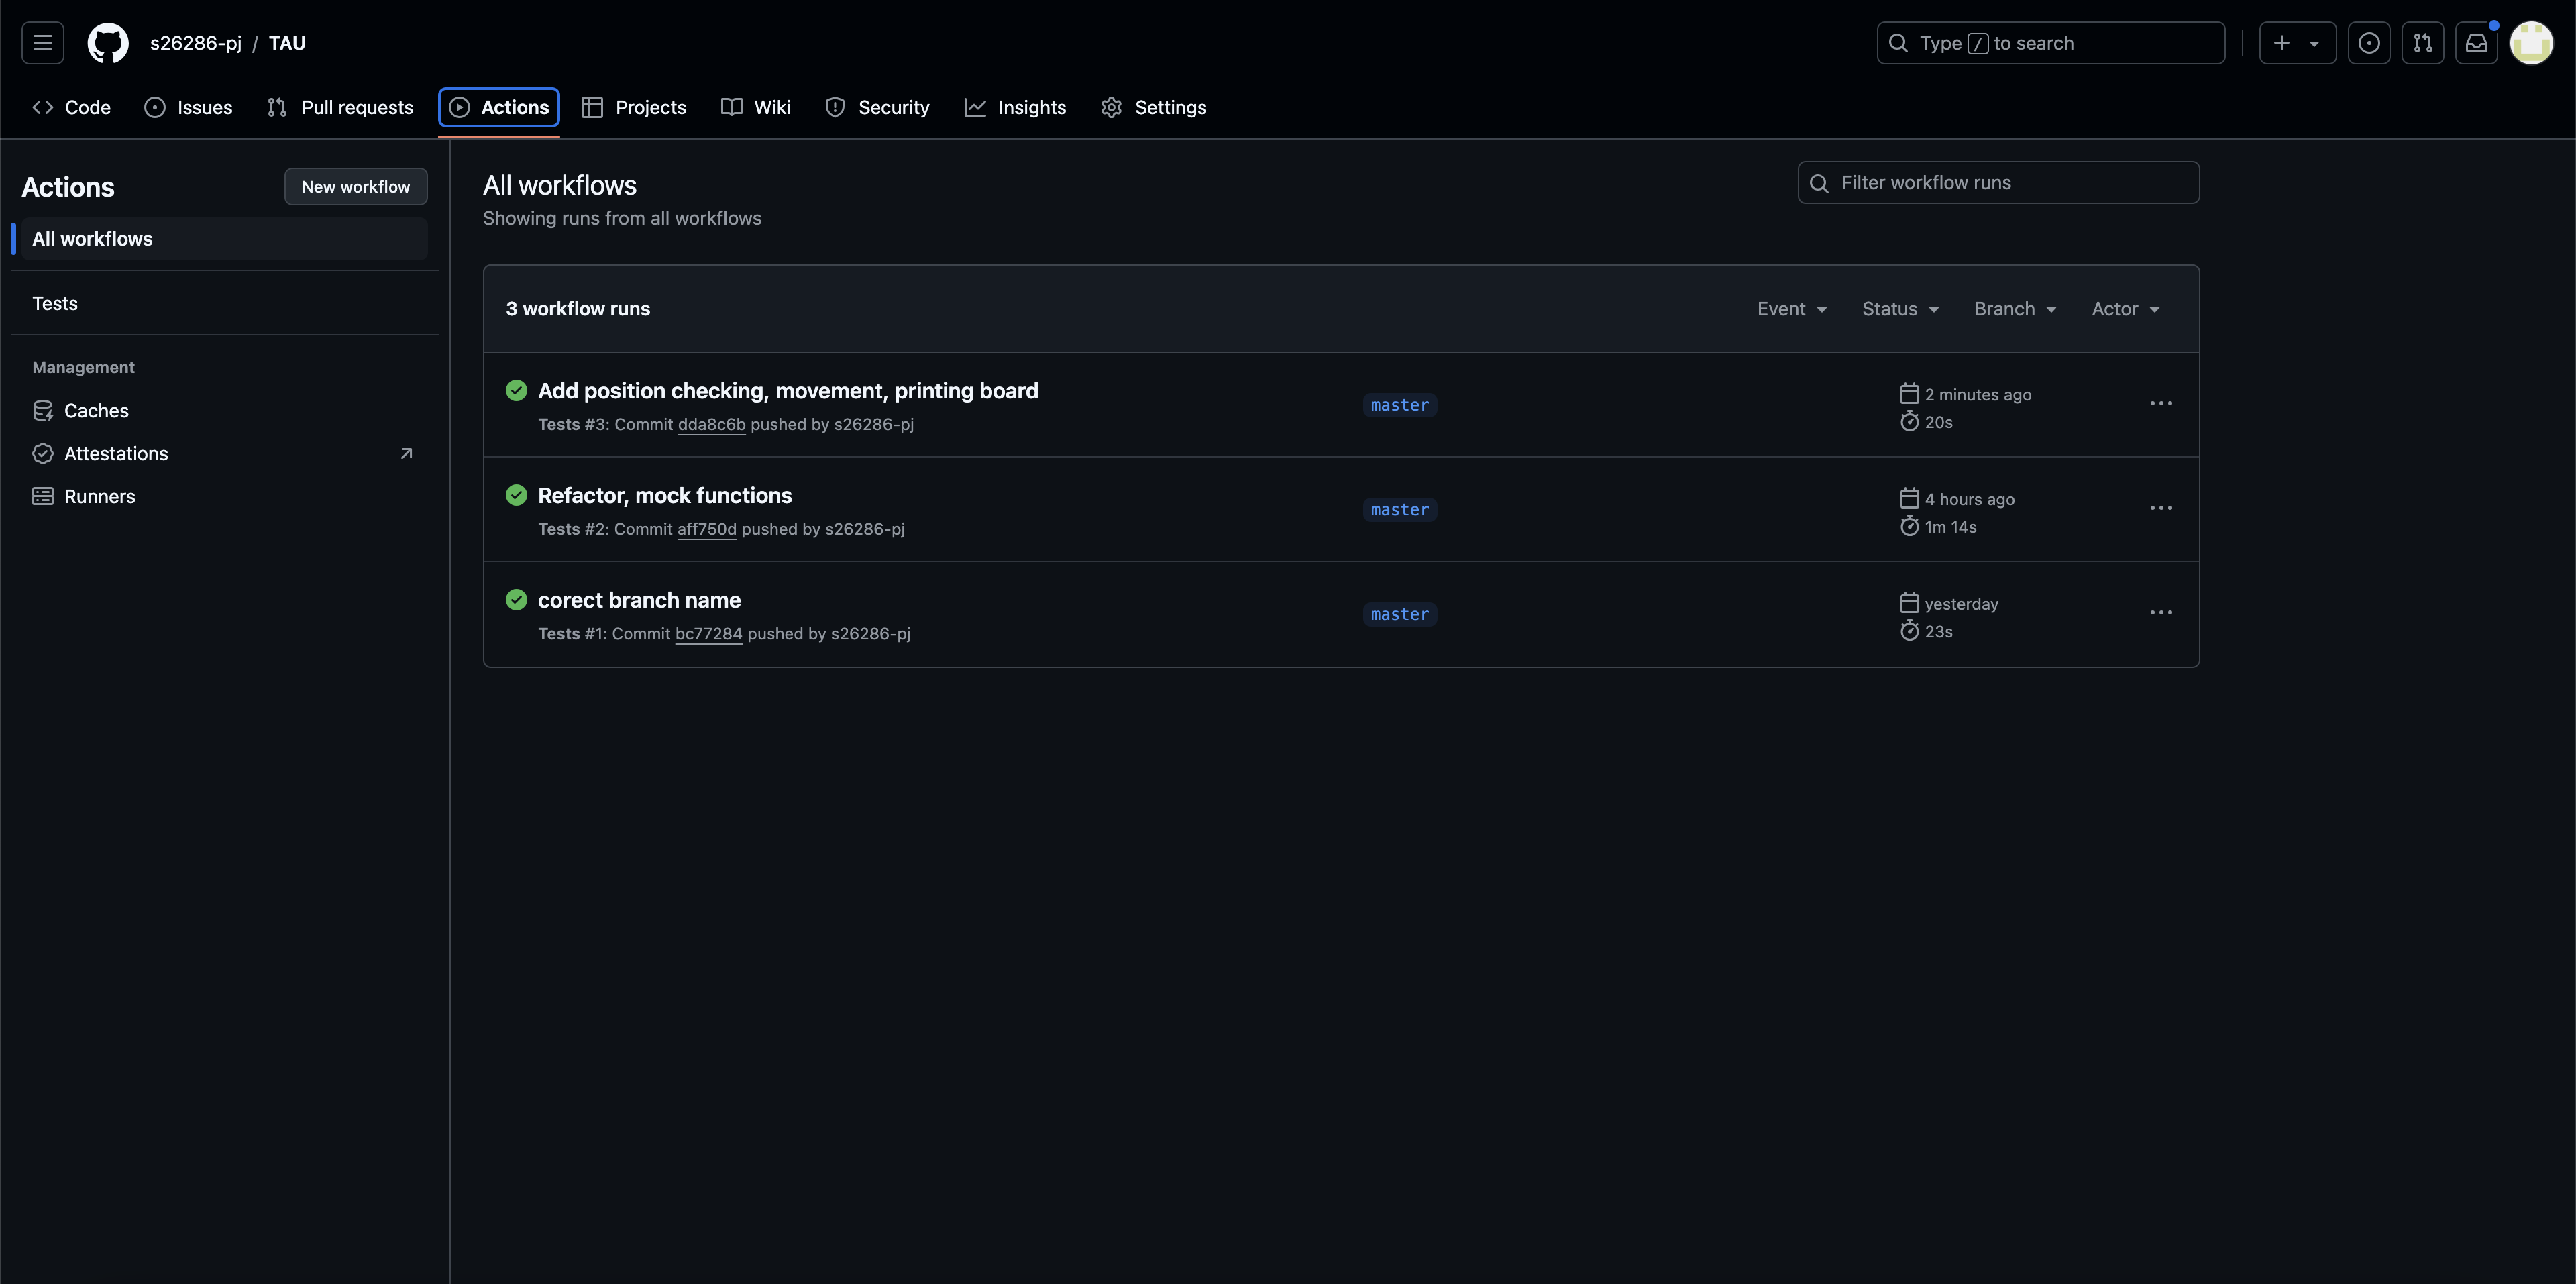 s26286-pj / TAU
Type / to search
Code
Issues
Pull requests
Actions
Projects
Wiki
Security
Insights
Settings
Actions
New workflow
All workflows
Tests
Management
Caches
Attestations
Runners
All workflows
Showing runs from all workflows
Filter workflow runs
3 workflow runs
Event
Status
Branch
Actor
Add position checking, movement, printing board
Tests #3: Commit dda8c6b pushed by s26286-pj
master
2 minutes ago
20s
Refactor, mock functions
Tests #2: Commit aff750d pushed by s26286-pj
master
4 hours ago
1m 14s
corect branch name
Tests #1: Commit bc77284 pushed by s26286-pj
master
yesterday
23s